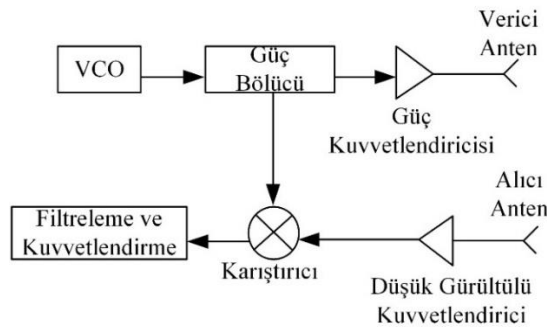 VCO
Güç
Bölücü
Verici
Anten
Güç
Kuvvetlendiricisi
Filtreleme ve
Kuvvetlendirme
Karıştırıcı
Alıcı
Anten
Düşük Gürültülü
Kuvvetlendirici